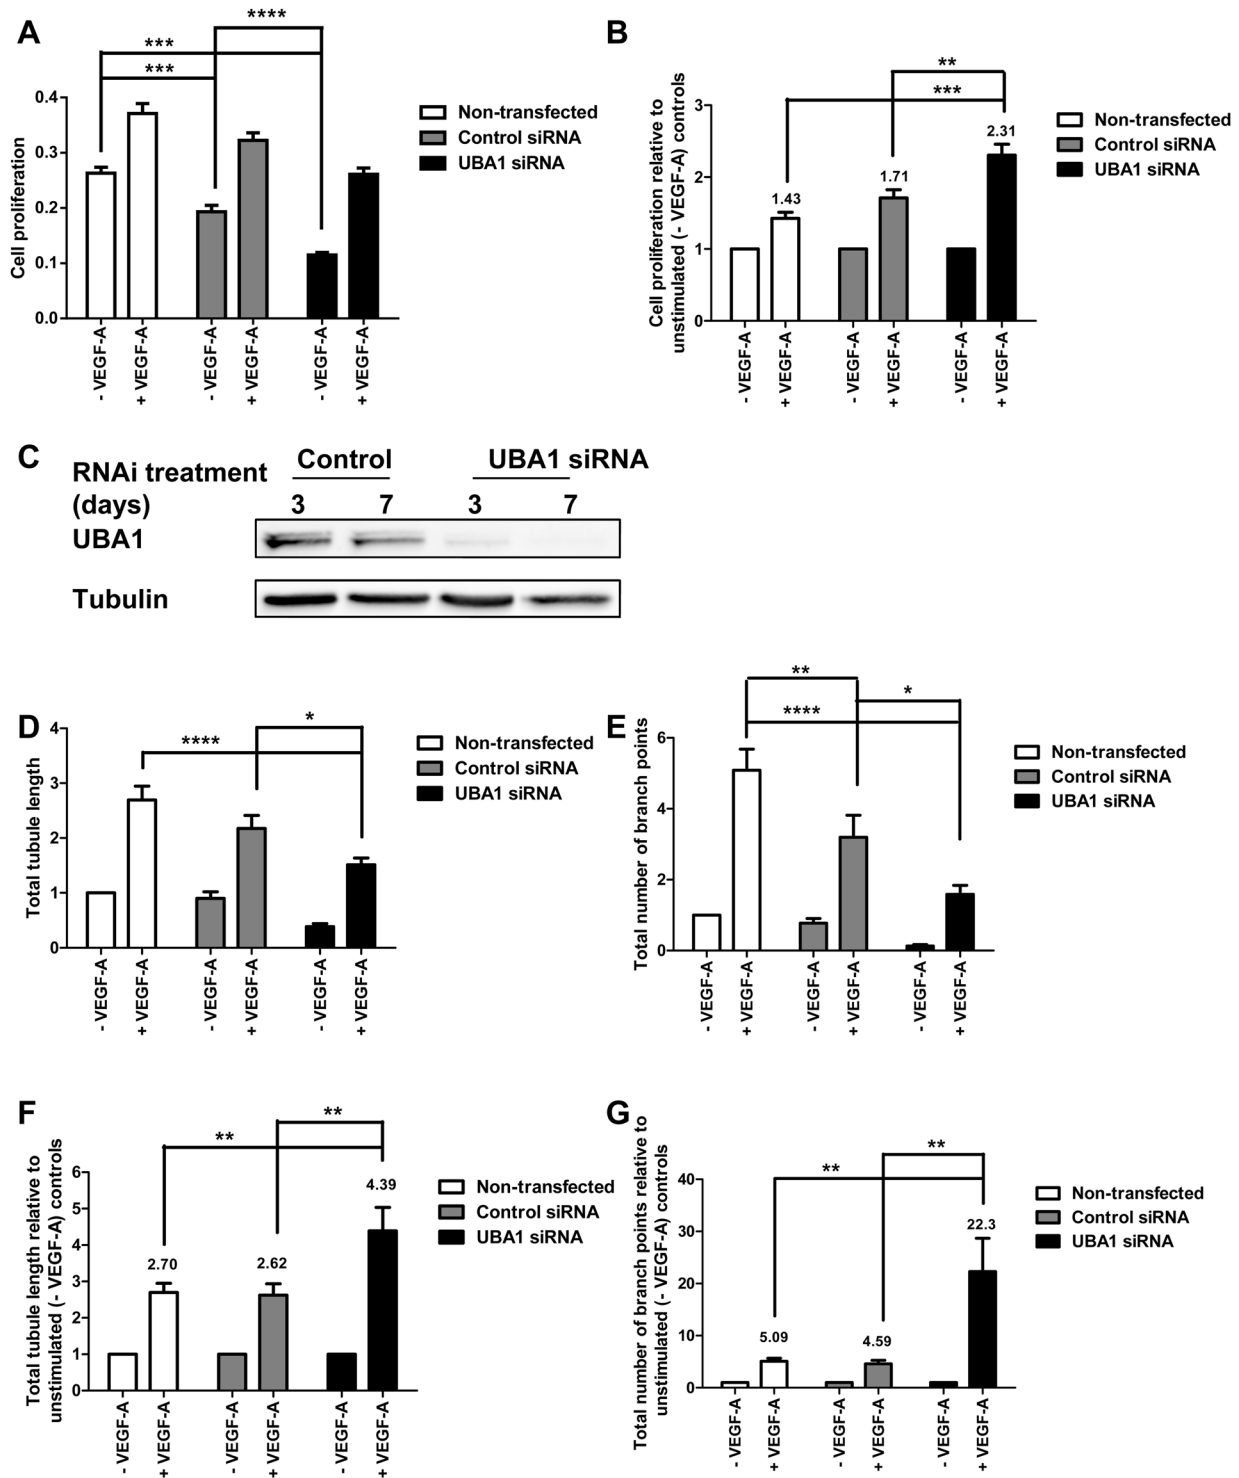 A
****
***
***
Cell proliferation
0.4
0.3
0.2
0.1
0.0
- VEGF-A
+ VEGF-A
- VEGF-A
+ VEGF-A
- VEGF-A
+ VEGF-A
Non-transfected
Control siRNA
UBA1 siRNA
B
**
***
Cell proliferation relative to
unstimulated (- VEGF-A) controls
3
2
1
0
1.43
1.71
2.31
- VEGF-A
+ VEGF-A
- VEGF-A
+ VEGF-A
- VEGF-A
+ VEGF-A
Non-transfected
Control siRNA
UBA1 siRNA
C
RNAi treatment
(days)
Control
UBA1 siRNA
3 7 3 7
UBA1
Tubulin
D
*
****
Total tubule length
4
3
2
1
0
- VEGF-A
+ VEGF-A
- VEGF-A
+ VEGF-A
- VEGF-A
+ VEGF-A
Non-transfected
Control siRNA
UBA1 siRNA
E
**
*
****
Total number of branch points
6
4
2
0
- VEGF-A
+ VEGF-A
- VEGF-A
+ VEGF-A
- VEGF-A
+ VEGF-A
Non-transfected
Control siRNA
UBA1 siRNA
F
**
**
Total tubule length relative to
unstimulated (- VEGF-A) controls
6
5
4
3
2
1
0
2.70
2.62
4.39
- VEGF-A
+ VEGF-A
- VEGF-A
+ VEGF-A
- VEGF-A
+ VEGF-A
Non-transfected
Control siRNA
UBA1 siRNA
G
**
**
Total number of branch points relative to
unstimulated (- VEGF-A) controls
40
30
20
10
0
5.09
4.59
22.3
- VEGF-A
+ VEGF-A
- VEGF-A
+ VEGF-A
- VEGF-A
+ VEGF-A
Non-transfected
Control siRNA
UBA1 siRNA